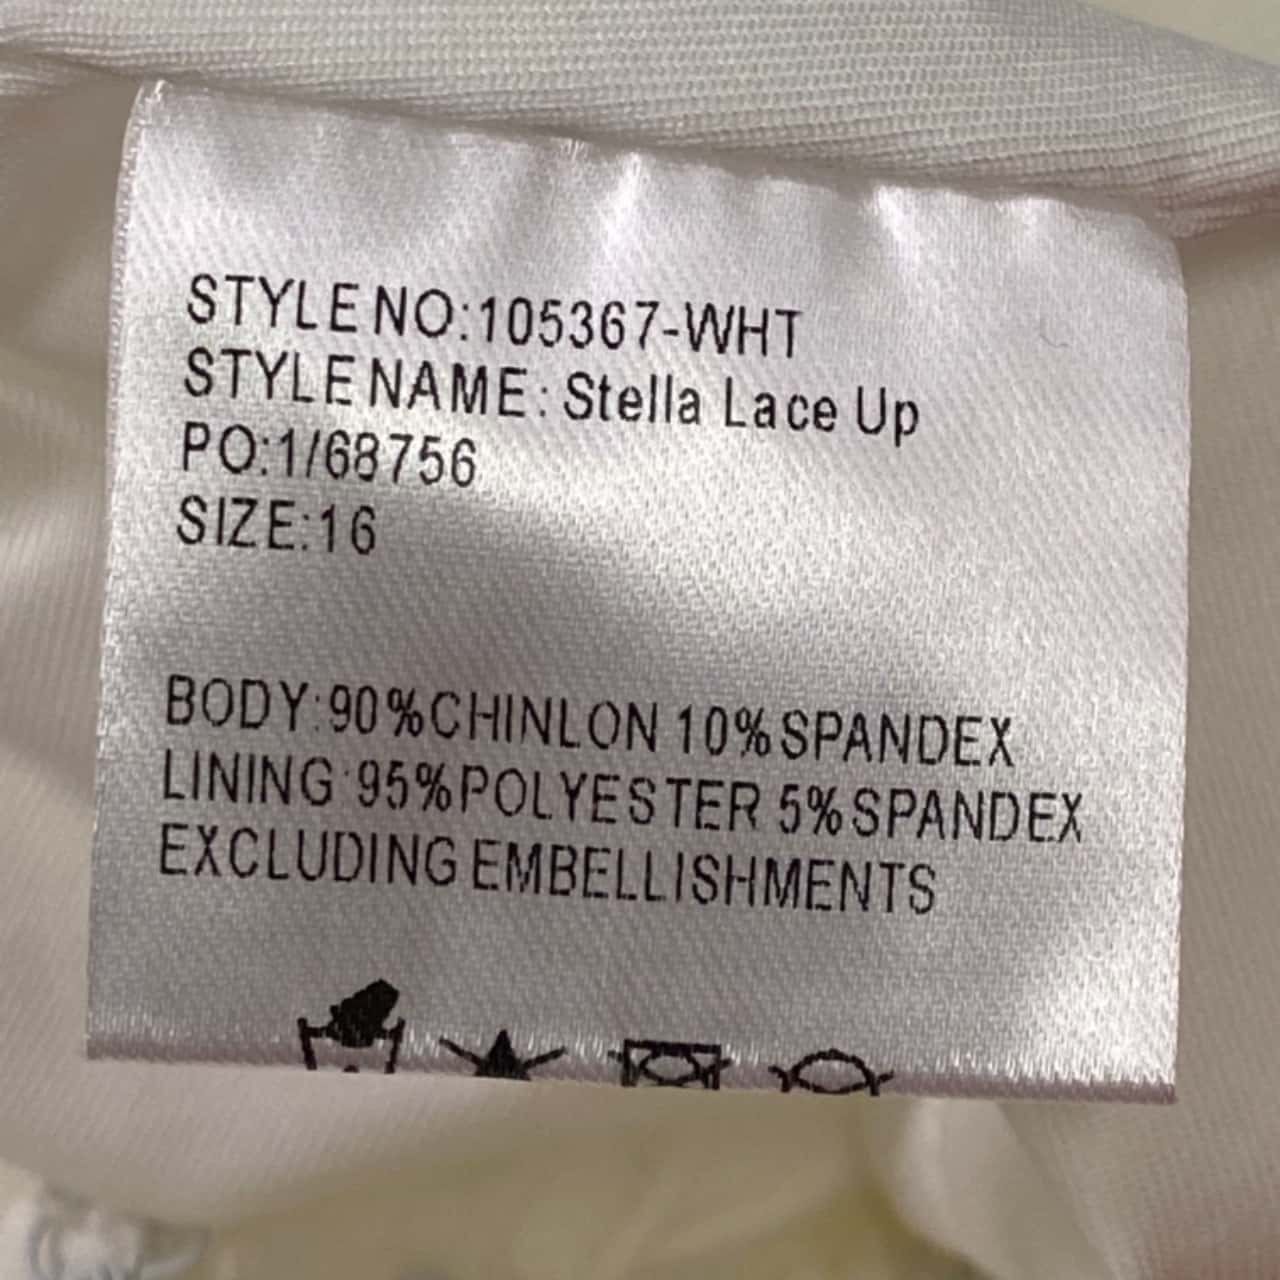 STYLE NO:105367-WHT
STYLE NAME: Stella Lace Up
PO:1/68756
SIZE:16
BODY:90%CHINLON 10%SPANDEX
LINING:95%POLYESTER 5%SPANDEX
EXCLUDING EMBELLISHMENTS